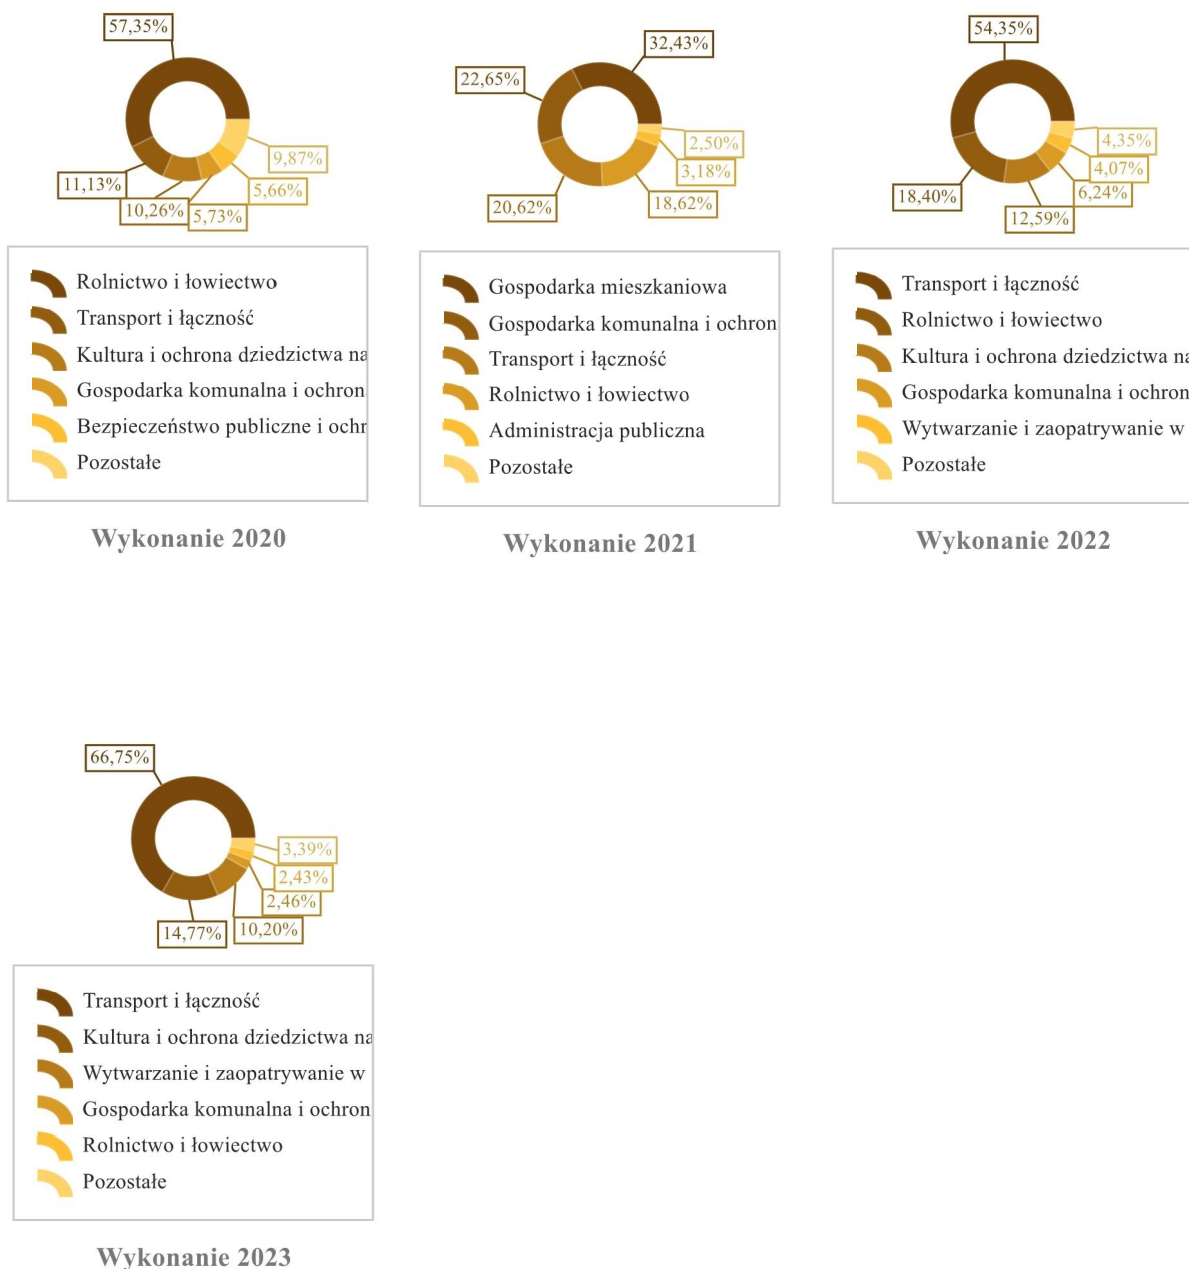 57,35%
11,13%
10,26%
5,73%
5,66%
9,87%
Rolnictwo i łowiectwo
Transport i łączność
Kultura i ochrona dziedzictwa na
Gospodarka komunalna i ochron
Bezpieczeństwo publiczne i ochr
Pozostałe
Wykonanie 2020
32,43%
22,65%
20,62%
18,62%
3,18%
2,50%
Gospodarka mieszkaniowa
Gospodarka komunalna i ochron
Transport i łączność
Rolnictwo i łowiectwo
Administracja publiczna
Pozostałe
Wykonanie 2021
54,35%
18,40%
12,59%
6,24%
4,07%
4,35%
Transport i łączność
Rolnictwo i łowiectwo
Kultura i ochrona dziedzictwa na
Gospodarka komunalna i ochron
Wytwarzanie i zaopatrywanie w
Pozostałe
Wykonanie 2022
66,75%
14,77%
10,20%
2,46%
2,43%
3,39%
Transport i łączność
Kultura i ochrona dziedzictwa na
Wytwarzanie i zaopatrywanie w
Gospodarka komunalna i ochron
Rolnictwo i łowiectwo
Pozostałe
Wykonanie 2023